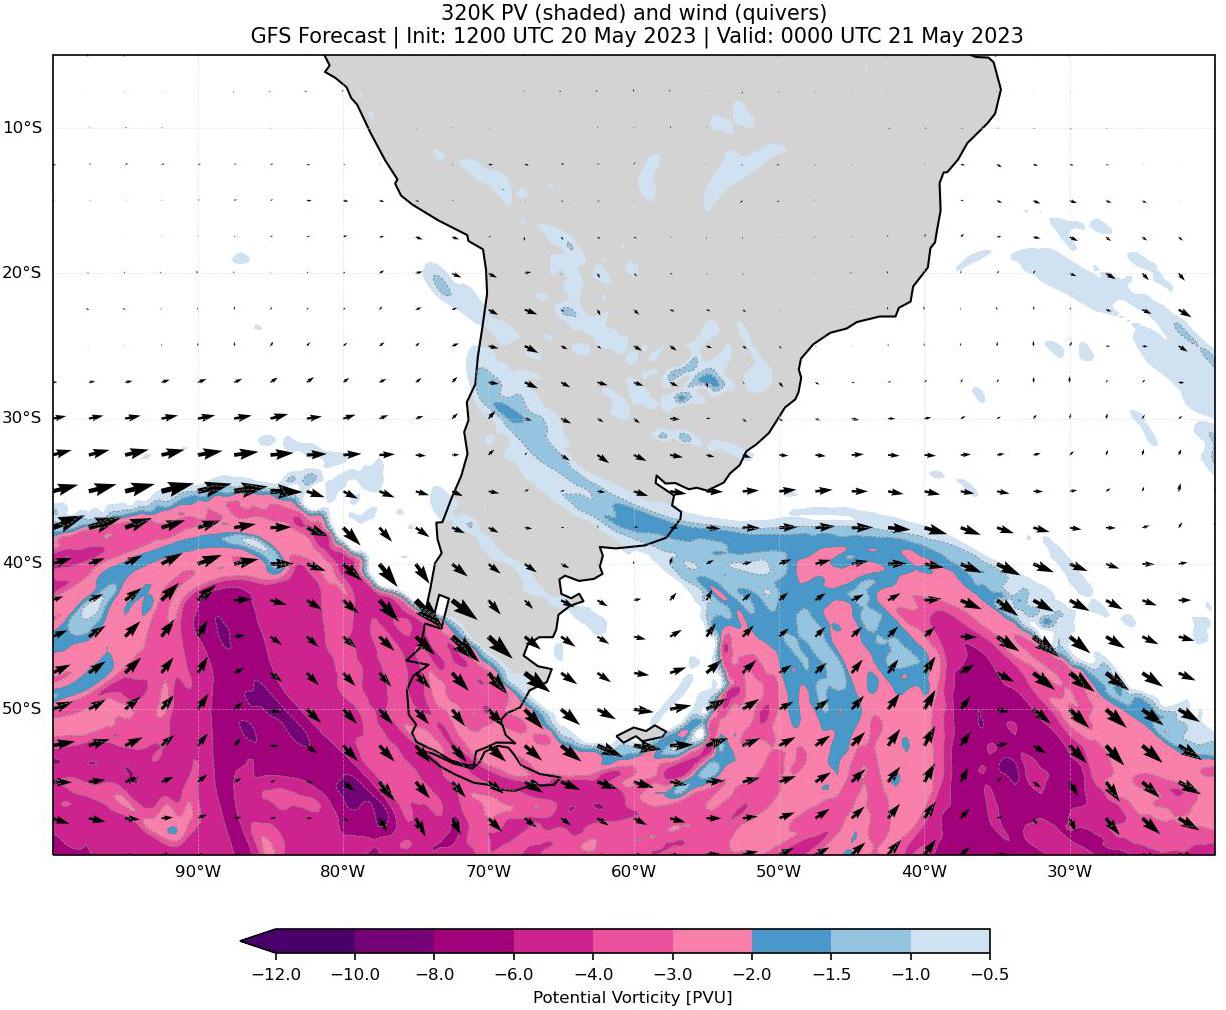 320K PV (shaded) and wind (quivers)
GFS Forecast | Init: 1200 UTC 20 May 2023 | Valid: 0000 UTC 21 May 2023
10°S
20°S
30°S
40°S
50°S
90°W 80°W 70°W 60°W 50°W 40°W 30°W
−12.0 −10.0 −8.0 −6.0 −4.0 −3.0 −2.0 −1.5 −1.0 −0.5
Potential Vorticity [PVU]